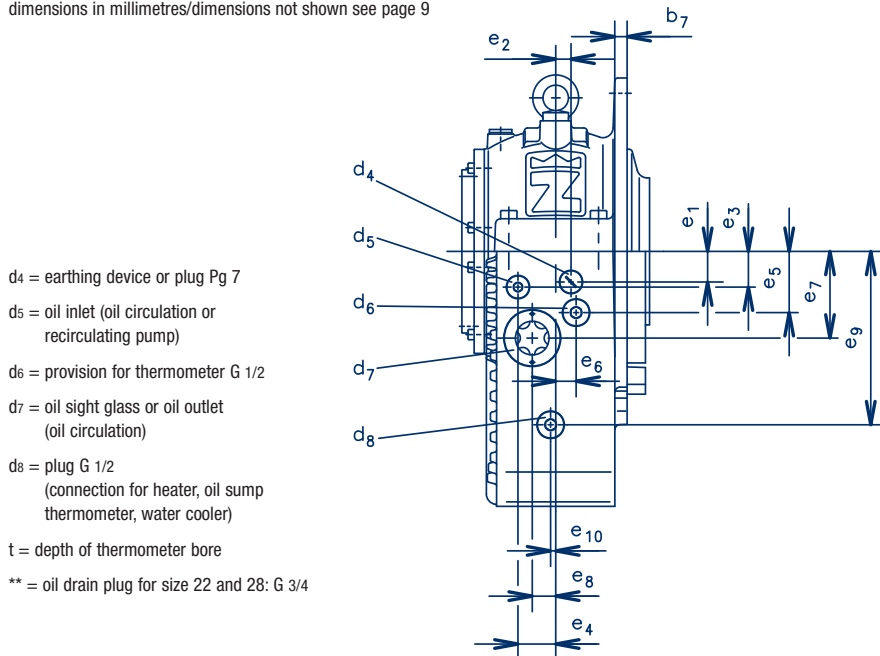 dimensions in millimetres/dimensions not shown see page 9
b7
e2
d4
d5
d6
d7
d8
e1
e3
e5
e7
e9
e6
e10
e8
e4
d4 = earthing device or plug Pg 7
d5 = oil inlet (oil circulation or
recirculating pump)
d6 = provision for thermometer G 1/2
d7 = oil sight glass or oil outlet
(oil circulation)
d8 = plug G 1/2
(connection for heater, oil sump
thermometer, water cooler)
t = depth of thermometer bore
** = oil drain plug for size 22 and 28: G 3/4